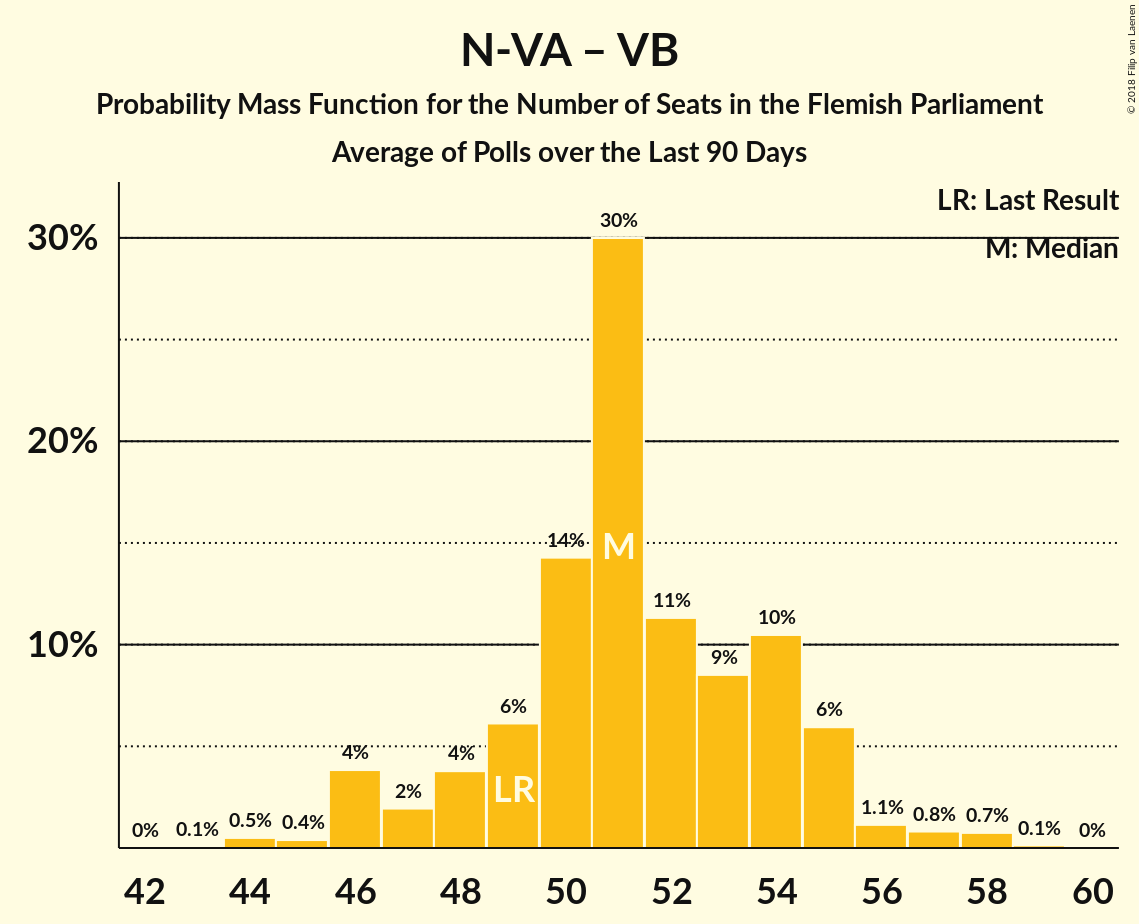 N-VA – VB
Probability Mass Function for the Number of Seats in the Flemish Parliament
Average of Polls over the Last 90 Days
© 2018 Filip van Laenen
LR: Last Result
M: Median
30%
20%
10%
0%
0.1%
0.5%
0.4%
4%
2%
4%
6%
14%
30%
11%
9%
10%
6%
1.1%
0.8%
0.7%
0.1%
0%
LR
M
42 44 46 48 50 52 54 56 58 60